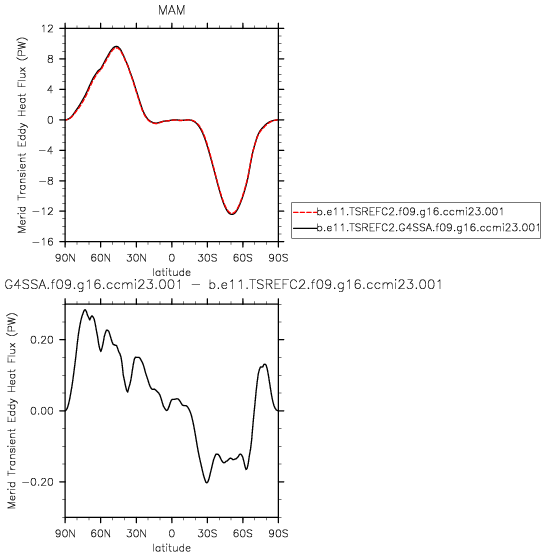 MAM
Merid Transient Eddy Heat Flux (PW)
12
8
4
0
−4
−8
−12
−16
90N 60N 30N 0 30S 60S 90S
latitude
b.e11.TSREFC2.f09.g16.ccmi23.001
b.e11.TSREFC2.G4SSA.f09.g16.ccmi23.001
G4SSA.f09.g16.ccmi23.001 − b.e11.TSREFC2.f09.g16.ccmi23.001
Merid Transient Eddy Heat Flux (PW)
0.20
0.00
−0.20
90N 60N 30N 0 30S 60S 90S
latitude